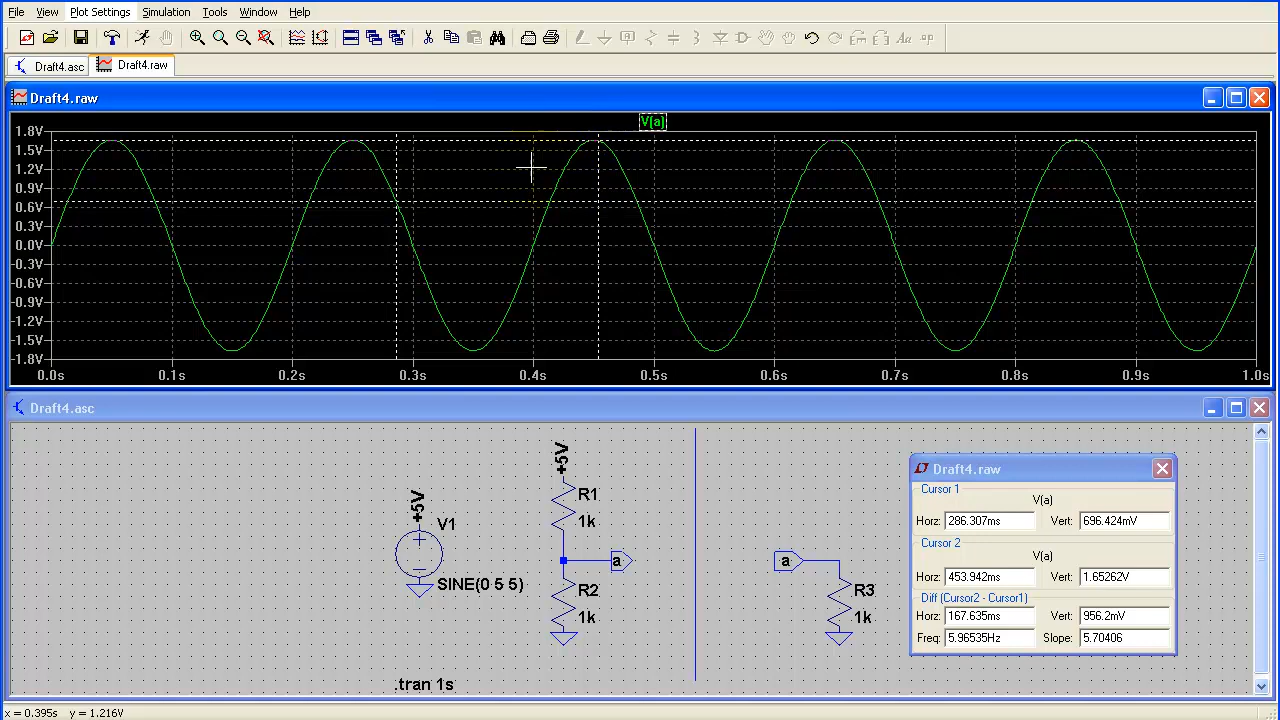 File View Plot Settings Simulation Tools Window Help
Draft4.asc Draft4.raw
Draft4.raw
V(a)
1.8V
1.5V
1.2V
0.9V
0.6V
0.3V
0.0V
-0.3V
-0.6V
-0.9V
-1.2V
-1.5V
-1.8V
0.0s 0.1s 0.2s 0.3s 0.4s 0.5s 0.6s 0.7s 0.8s 0.9s 1.0s
Draft4.asc
+5V
V1
SINE(0 5 5)
+5V
R1
1k
a
R2
1k
a
R3
1k
.tran 1s
Draft4.raw
Cursor 1
V(a)
Horz: 286.307ms Vert: 696.424mV
Cursor 2
V(a)
Horz: 453.942ms Vert: 1.65262V
Diff (Cursor2 - Cursor1)
Horz: 167.635ms Vert: 956.2mV
Freq: 5.96535Hz Slope: 5.70406
x = 0.395s y = 1.216V